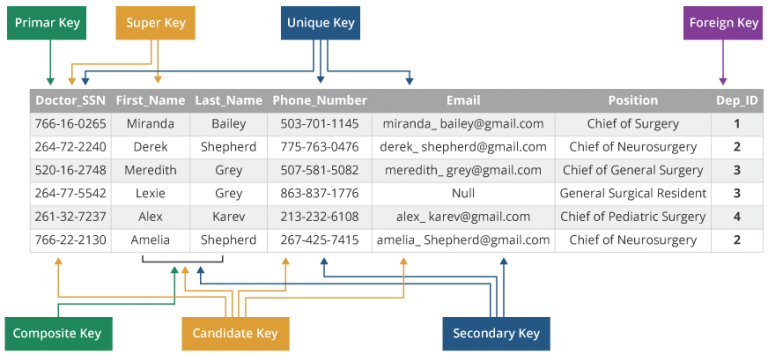 Primar Key Super Key Unique Key Foreign Key
Doctor_SSN First_Name Last_Name Phone_Number Email Position Dep_ID
766-16-0265 Miranda Bailey 503-701-1145 miranda_ bailey@gmail.com Chief of Surgery 1
264-72-2240 Derek Shepherd 775-763-0476 derek_ shepherd@gmail.com Chief of Neurosurgery 2
520-16-2748 Meredith Grey 507-581-5082 meredith_ grey@gmail.com Chief of General Surgery 3
264-77-5542 Lexie Grey 863-837-1776 Null General Surgical Resident 3
261-32-7237 Alex Karev 213-232-6108 alex_ karev@gmail.com Chief of Pediatric Surgery 4
766-22-2130 Amelia Shepherd 267-425-7415 amelia_ Shepherd@gmail.com Chief of Neurosurgery 2
Composite Key Candidate Key Secondary Key